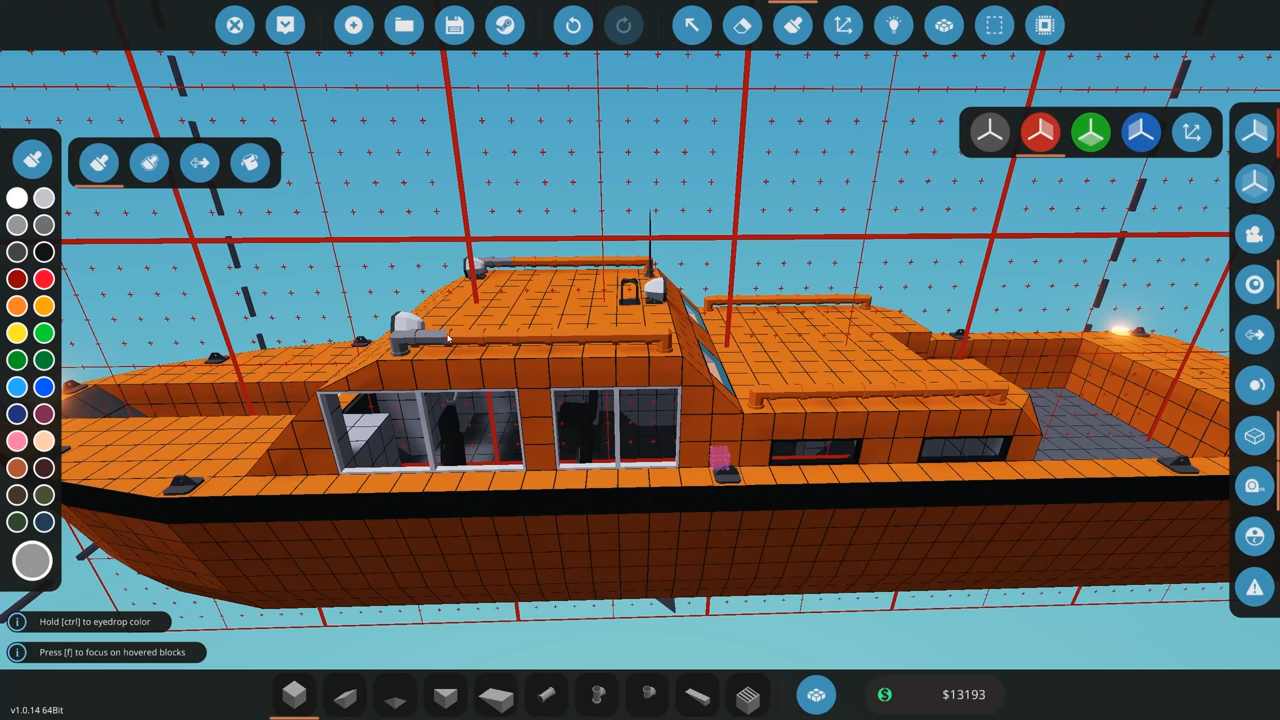 Hold [ctrl] to eyedrop color
Press [f] to focus on hovered blocks
$13193
v1.0.14 64Bit